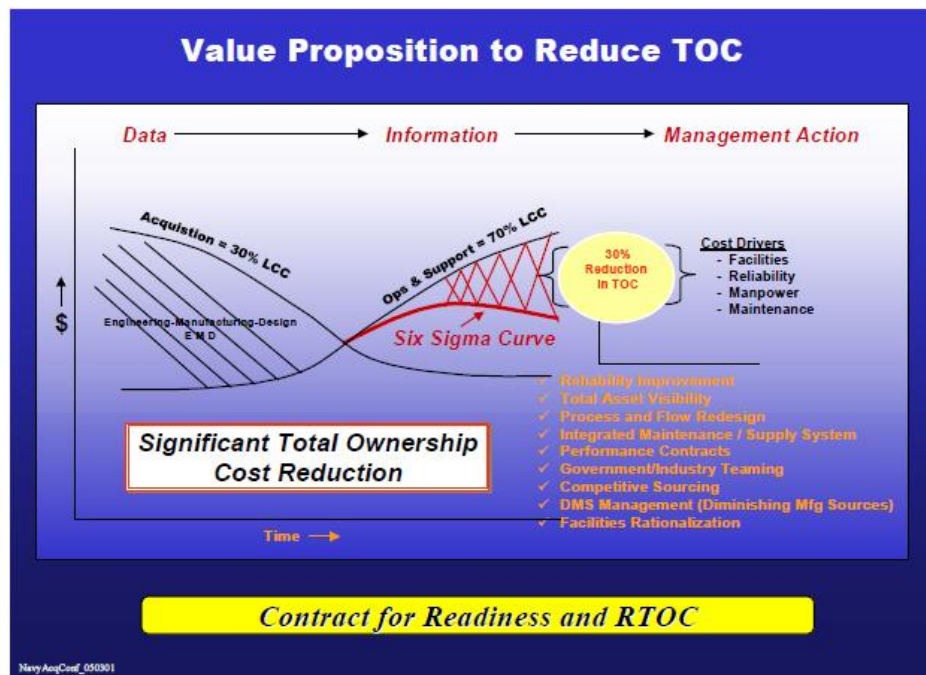 Value Proposition to Reduce TOC
Data
Information
Management Action
Acquistion = 30% LCC
Ops & Support = 70% LCC
30%
Reduction
In TOC
Cost Drivers
- Facilities
- Reliability
- Manpower
- Maintenance
$
Engineering-Manufacturing-Design
E M D
Six Sigma Curve
✓ Reliability Improvement
✓ Total Asset Visibility
✓ Process and Flow Redesign
✓ Integrated Maintenance / Supply System
✓ Performance Contracts
✓ Government/Industry Teaming
✓ Competitive Sourcing
✓ DMS Management (Diminishing Mfg Sources)
✓ Facilities Rationalization
Significant Total Ownership
Cost Reduction
Time
Contract for Readiness and RTOC
NavyAcqConf_050301